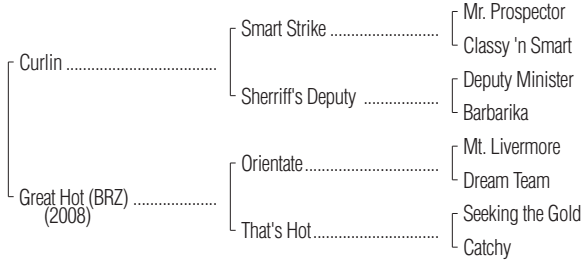 Mr. Prospector
Smart Strike ........................
Classy 'n Smart
Curlin .................................
Deputy Minister
Sherriff's Deputy ................
Barbarika
Mt. Livermore
Orientate.............................
Dream Team
Great Hot (BRZ) ..................
(2008)
Seeking the Gold
That's Hot...........................
Catchy